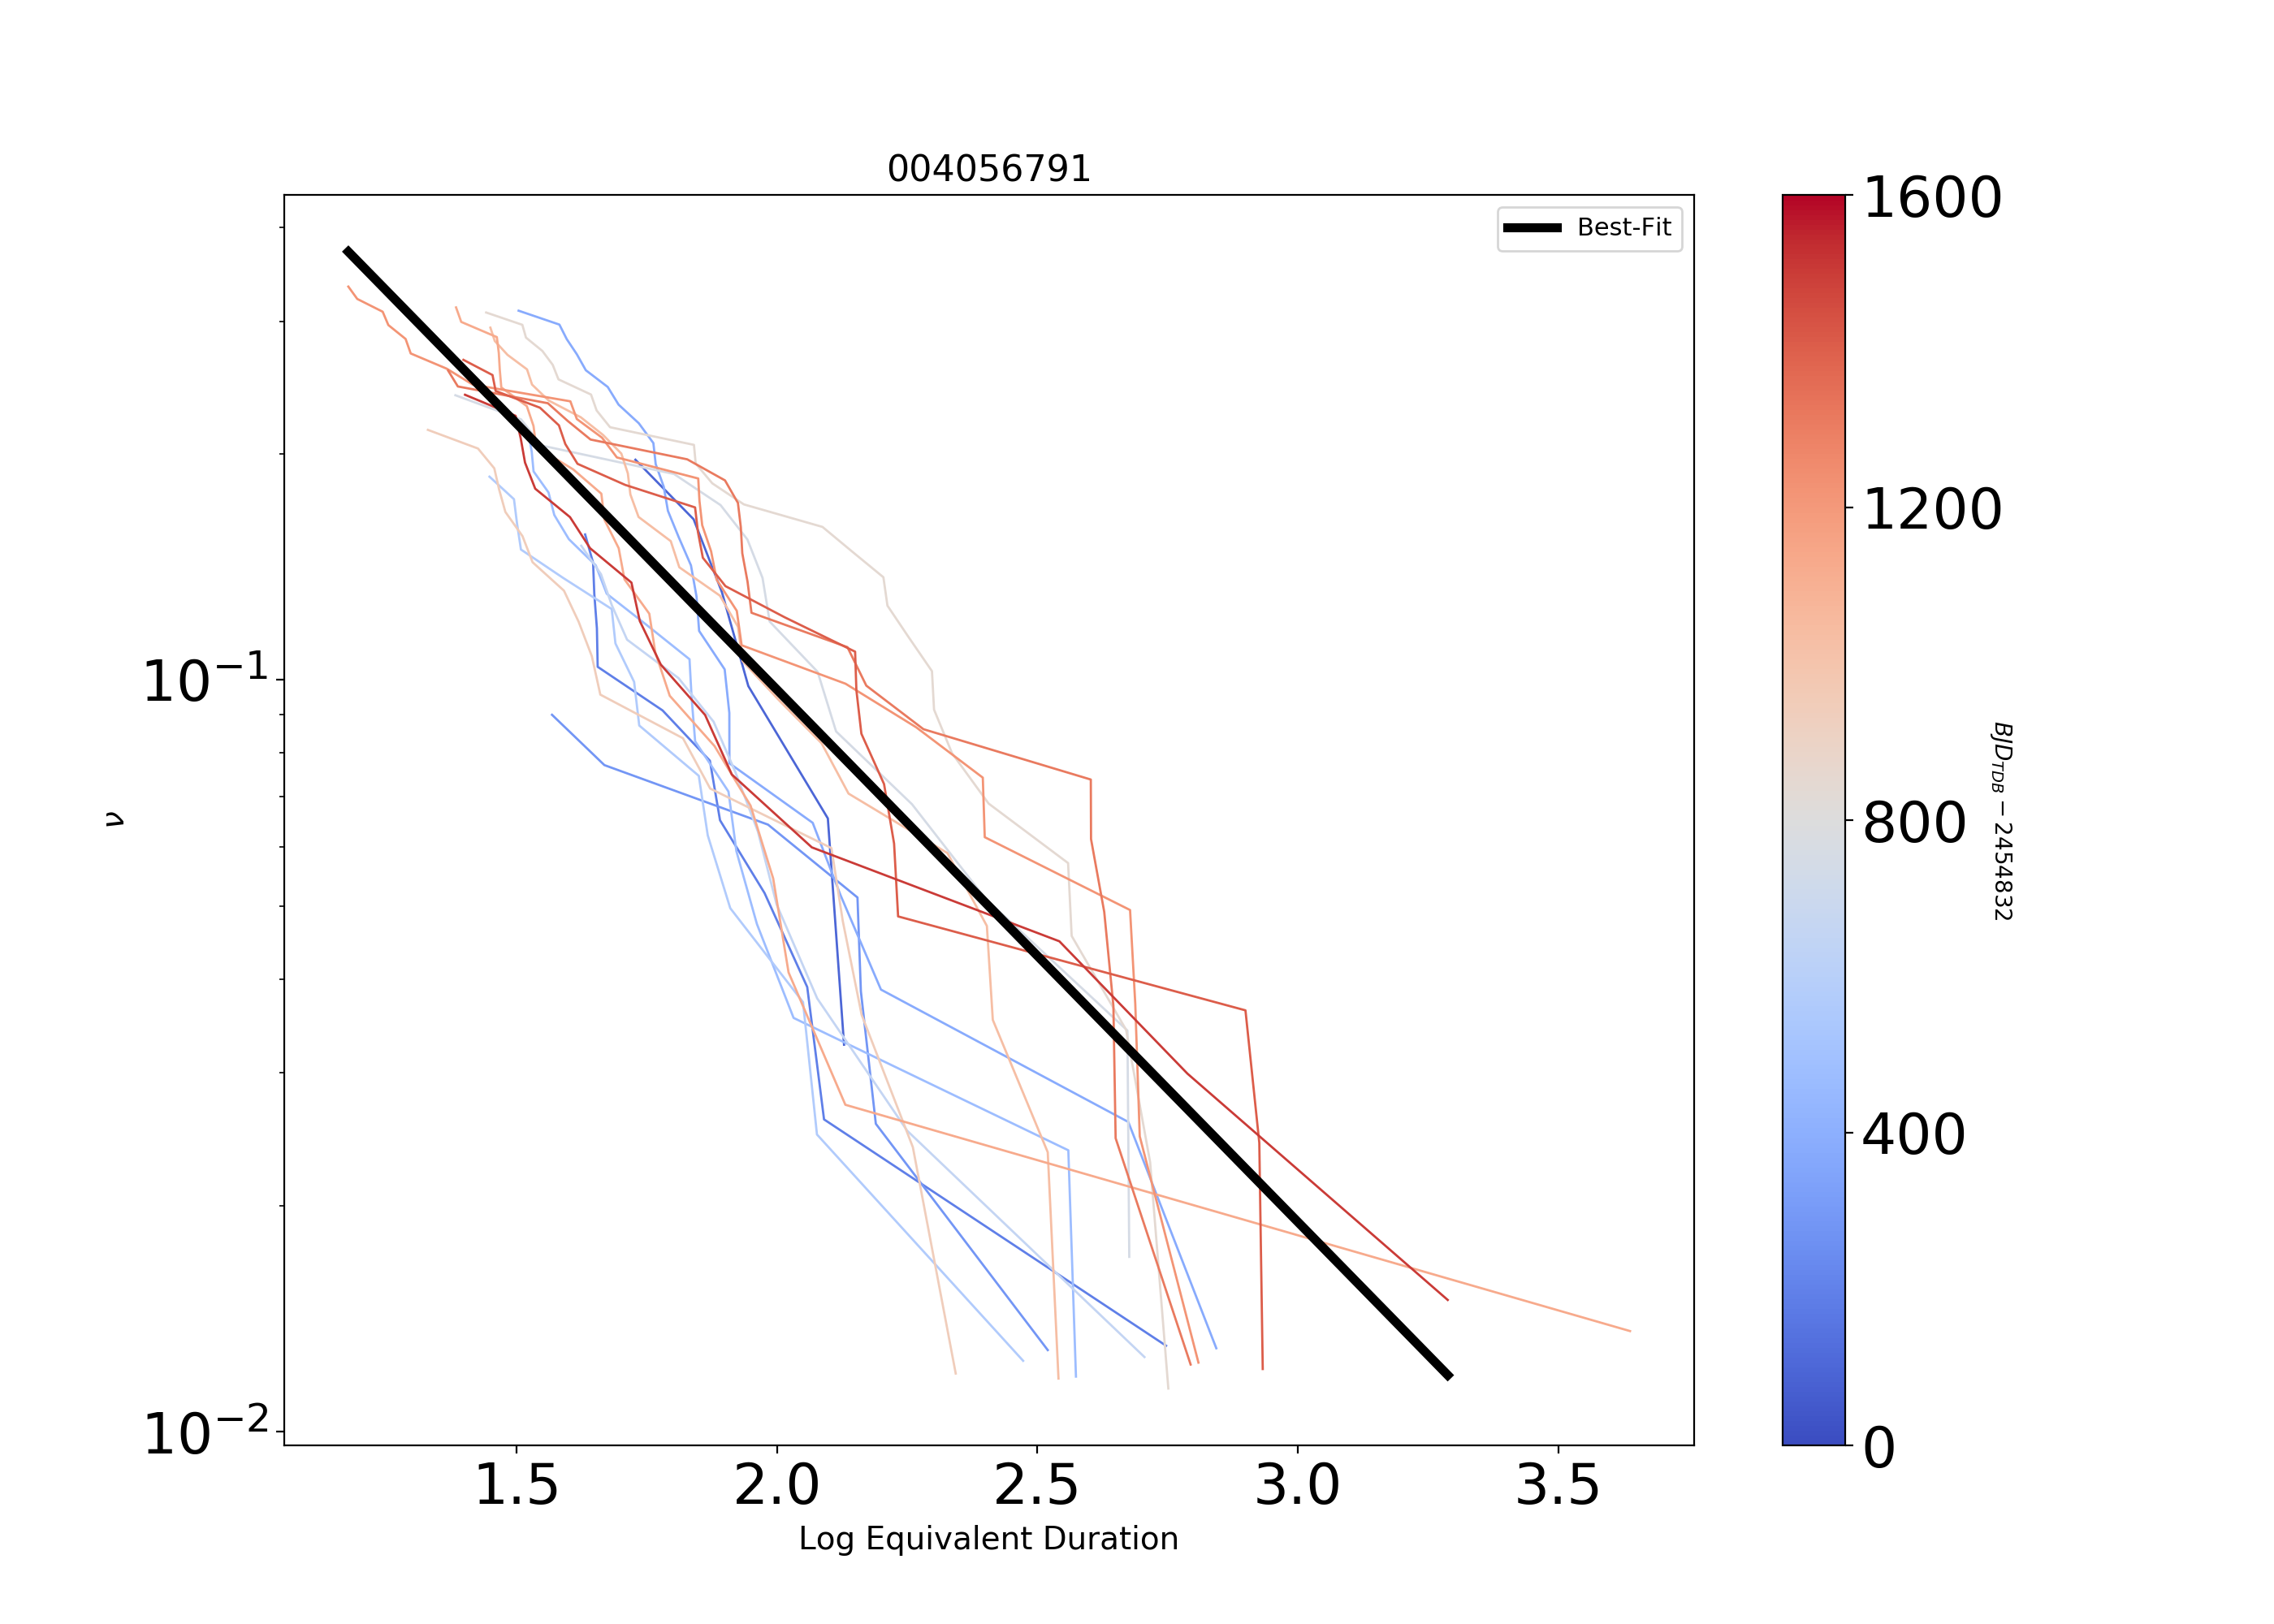 004056791
Best-Fit
10⁻¹
10⁻²
ν
1.5 2.0 2.5 3.0 3.5
Log Equivalent Duration
1600
1200
800
400
0
BJD_{TDB} − 2454832